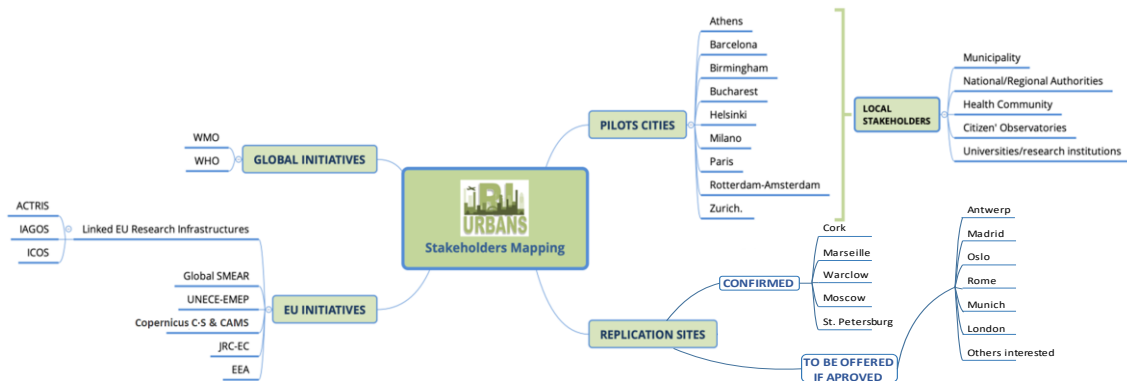 Athens
Barcelona
Birmingham
Bucharest
Helsinki
Milano
Paris
Rotterdam-Amsterdam
Zurich.
PILOTS CITIES
LOCAL
STAKEHOLDERS
Municipality
National/Regional Authorities
Health Community
Citizen' Observatories
Universities/research institutions
WMO
WHO
GLOBAL INITIATIVES
RI
URBANS
Stakeholders Mapping
ACTRIS
IAGOS
ICOS
Linked EU Research Infrastructures
Global SMEAR
UNECE-EMEP
Copernicus C-S & CAMS
JRC-EC
EEA
EU INITIATIVES
REPLICATION SITES
CONFIRMED
Cork
Marseille
Warclow
Moscow
St. Petersburg
TO BE OFFERED
IF APROVED
Antwerp
Madrid
Oslo
Rome
Munich
London
Others interested